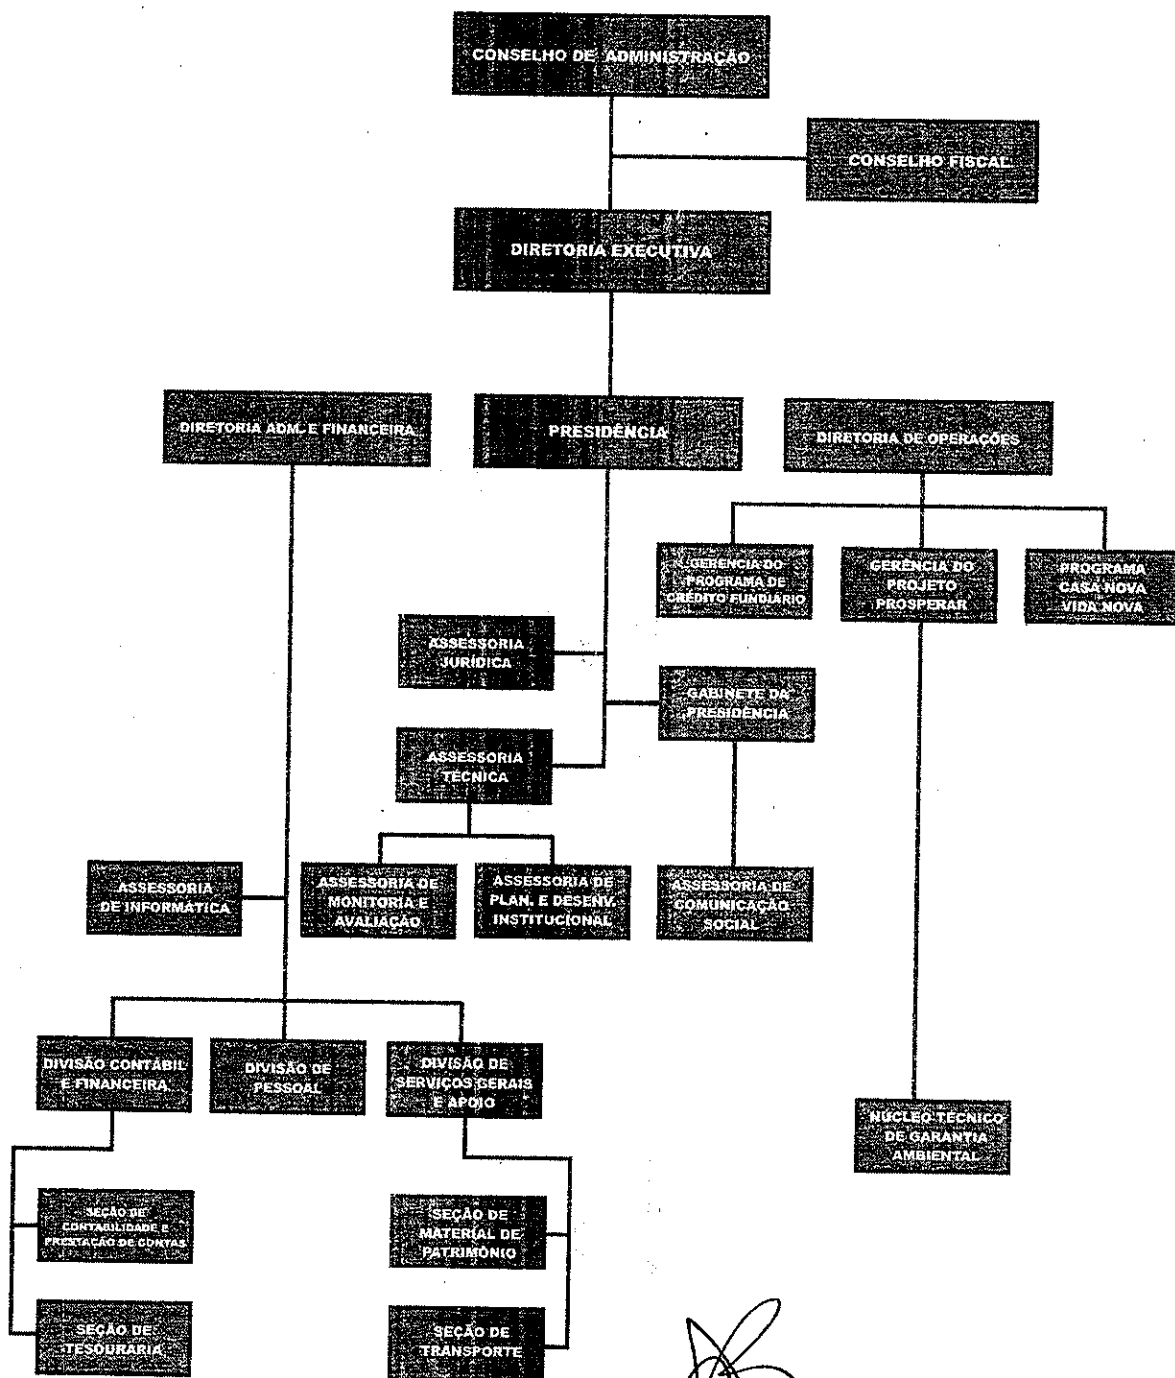 CONSELHO DE ADMINISTRAÇÃO
CONSELHO FISCAL
DIRETORIA EXECUTIVA
DIRETORIA ADM. E FINANCEIRA
PRESIDÊNCIA
DIRETORIA DE OPERAÇÕES
GERÊNCIA DO
PROGRAMA DE
CRÉDITO FUNDIÁRIO
GERÊNCIA DO
PROJETO
PROSPERAR
PROGRAMA
CASA NOVA
VIDA NOVA
ASSESSORIA
JURÍDICA
GABINETE DA
PRESIDÊNCIA
ASSESSORIA
TÉCNICA
ASSESSORIA
DE INFORMÁTICA
ASSESSORIA DE
MONITORIA E
AVALIAÇÃO
ASSESSORIA DE
PLAN. E DESENV.
INSTITUCIONAL
ASSESSORIA DE
COMUNICAÇÃO
SOCIAL
DIVISÃO CONTÁBIL
E FINANCEIRA
DIVISÃO DE
PESSOAL
DIVISÃO DE
SERVIÇOS GERAIS
E APOIO
NÚCLEO TÉCNICO
DE GARANTIA
AMBIENTAL
SEÇÃO DE
CONTABILIDADE E
PRESTAÇÃO DE CONTAS
SEÇÃO DE
MATERIAL DE
PATRIMÔNIO
SEÇÃO DE
TESOURARIA
SEÇÃO DE
TRANSPORTE